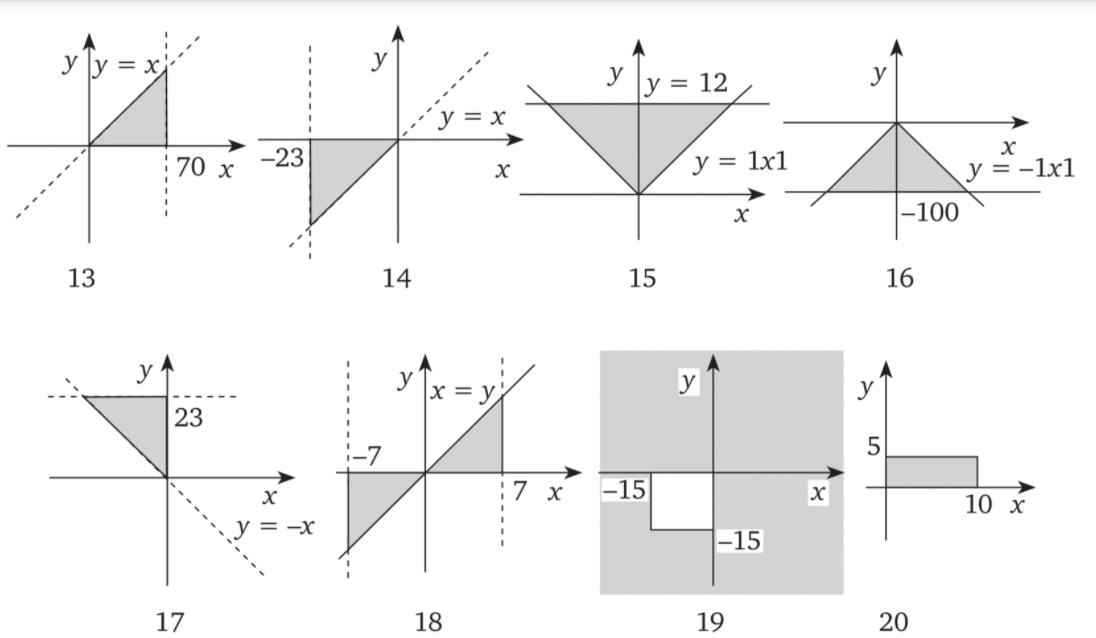 y y = x
70 x
13
y
y = x
−23
x
14
y y = 12
y = 1x1
x
15
y
x
y = −1x1
−100
16
y
23
x
y = −x
17
y x = y
−7
7 x
18
y
−15 x
−15
19
y
5
10 x
20